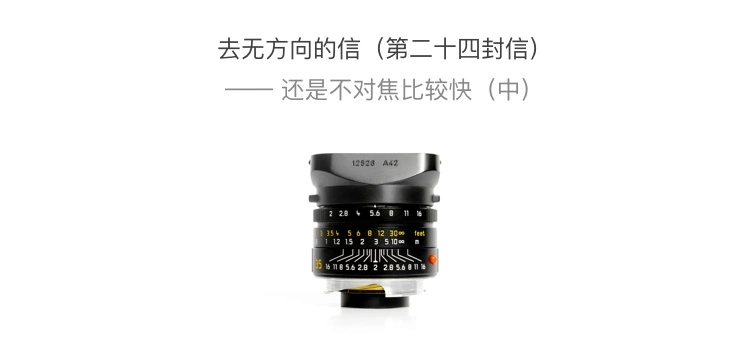 去无方向的信（第二十四封信）
—— 还是不对焦比较快（中）
12526 A42
2 2.8 4 5.6 8 11 16
3 3.5 4 5 6 8 12 30 ∞ feet
1 1.2 1.5 2 3 5 10 ∞ m
35 16 11 8 5.6 2.8 2 2.8 5.6 8 11 16